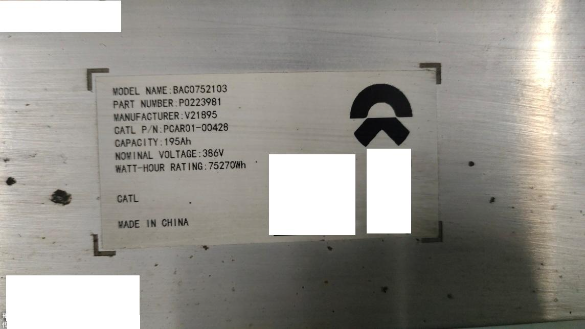 MODEL NAME:BAC0752103
PART NUMBER:P0223981
MANUFACTURER:V21895
CATL P/N:PCAR01-00428
CAPACITY:195Ah
NOMINAL VOLTAGE:386V
WATT-HOUR RATING:75270Wh
CATL
MADE IN CHINA